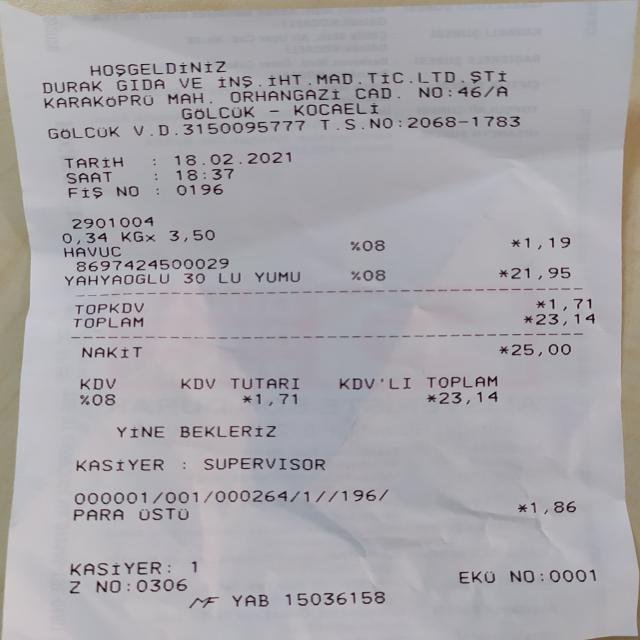 HOŞGELDİNİZ
DURAK GIDA VE İNŞ.İHT.MAD.TİC.LTD.ŞTİ
KARAKÖPRÜ MAH. ORHANGAZİ CAD. NO:46/A
GÖLCÜK - KOCAELİ
GÖLCÜK V.D.3150095777 T.S.NO:2068-1783
TARİH : 18.02.2021
SAAT : 18:37
FİŞ NO : 0196
2901004
0,34 KGx 3,50
HAVUC %08 *1,19
8697424500029
YAHYAOGLU 30 LU YUMU %08 *21,95
TOPKDV *1,71
TOPLAM *23,14
NAKİT *25,00
KDV KDV TUTARI KDV'Lİ TOPLAM
%08 *1,71 *23,14
YİNE BEKLERİZ
KASİYER : SUPERVISOR
000001/001/000264/1//196/
PARA ÜSTÜ *1,86
KASİYER: 1
Z NO:0306 EKÜ NO:0001
MF YAB 15036158